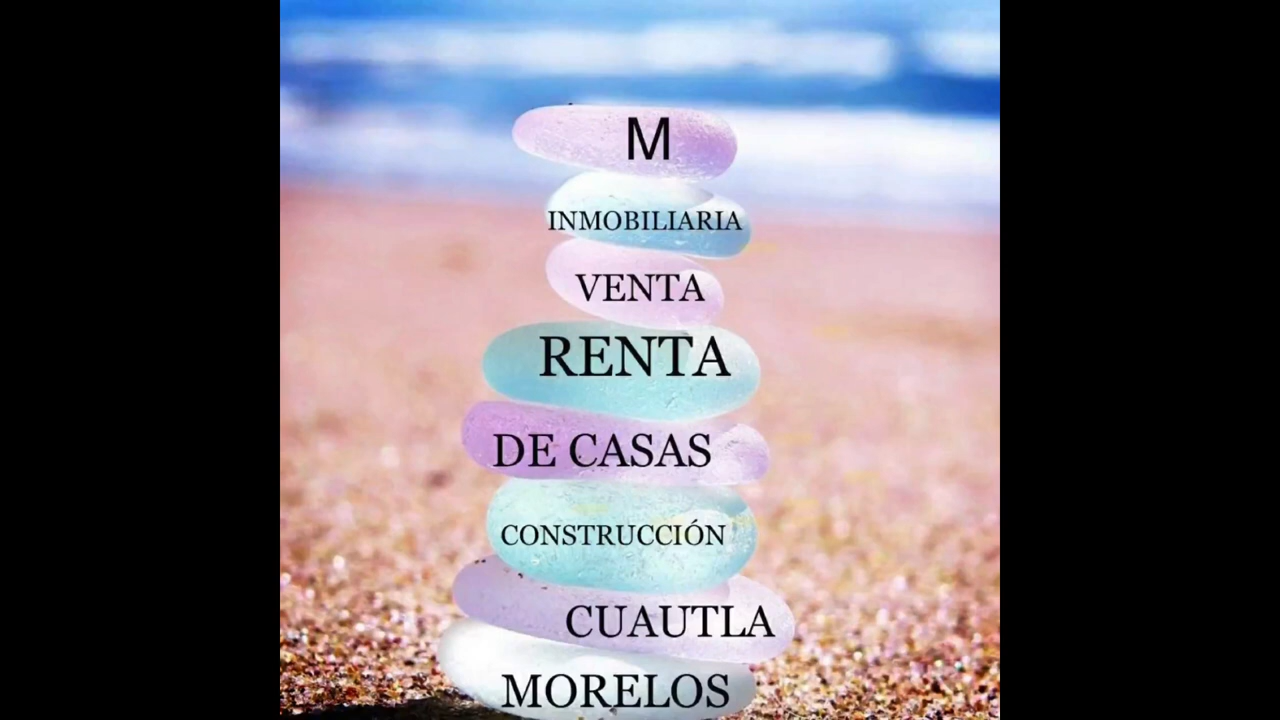 M
INMOBILIARIA
VENTA
RENTA
DE CASAS
CONSTRUCCIÓN
CUAUTLA
MORELOS